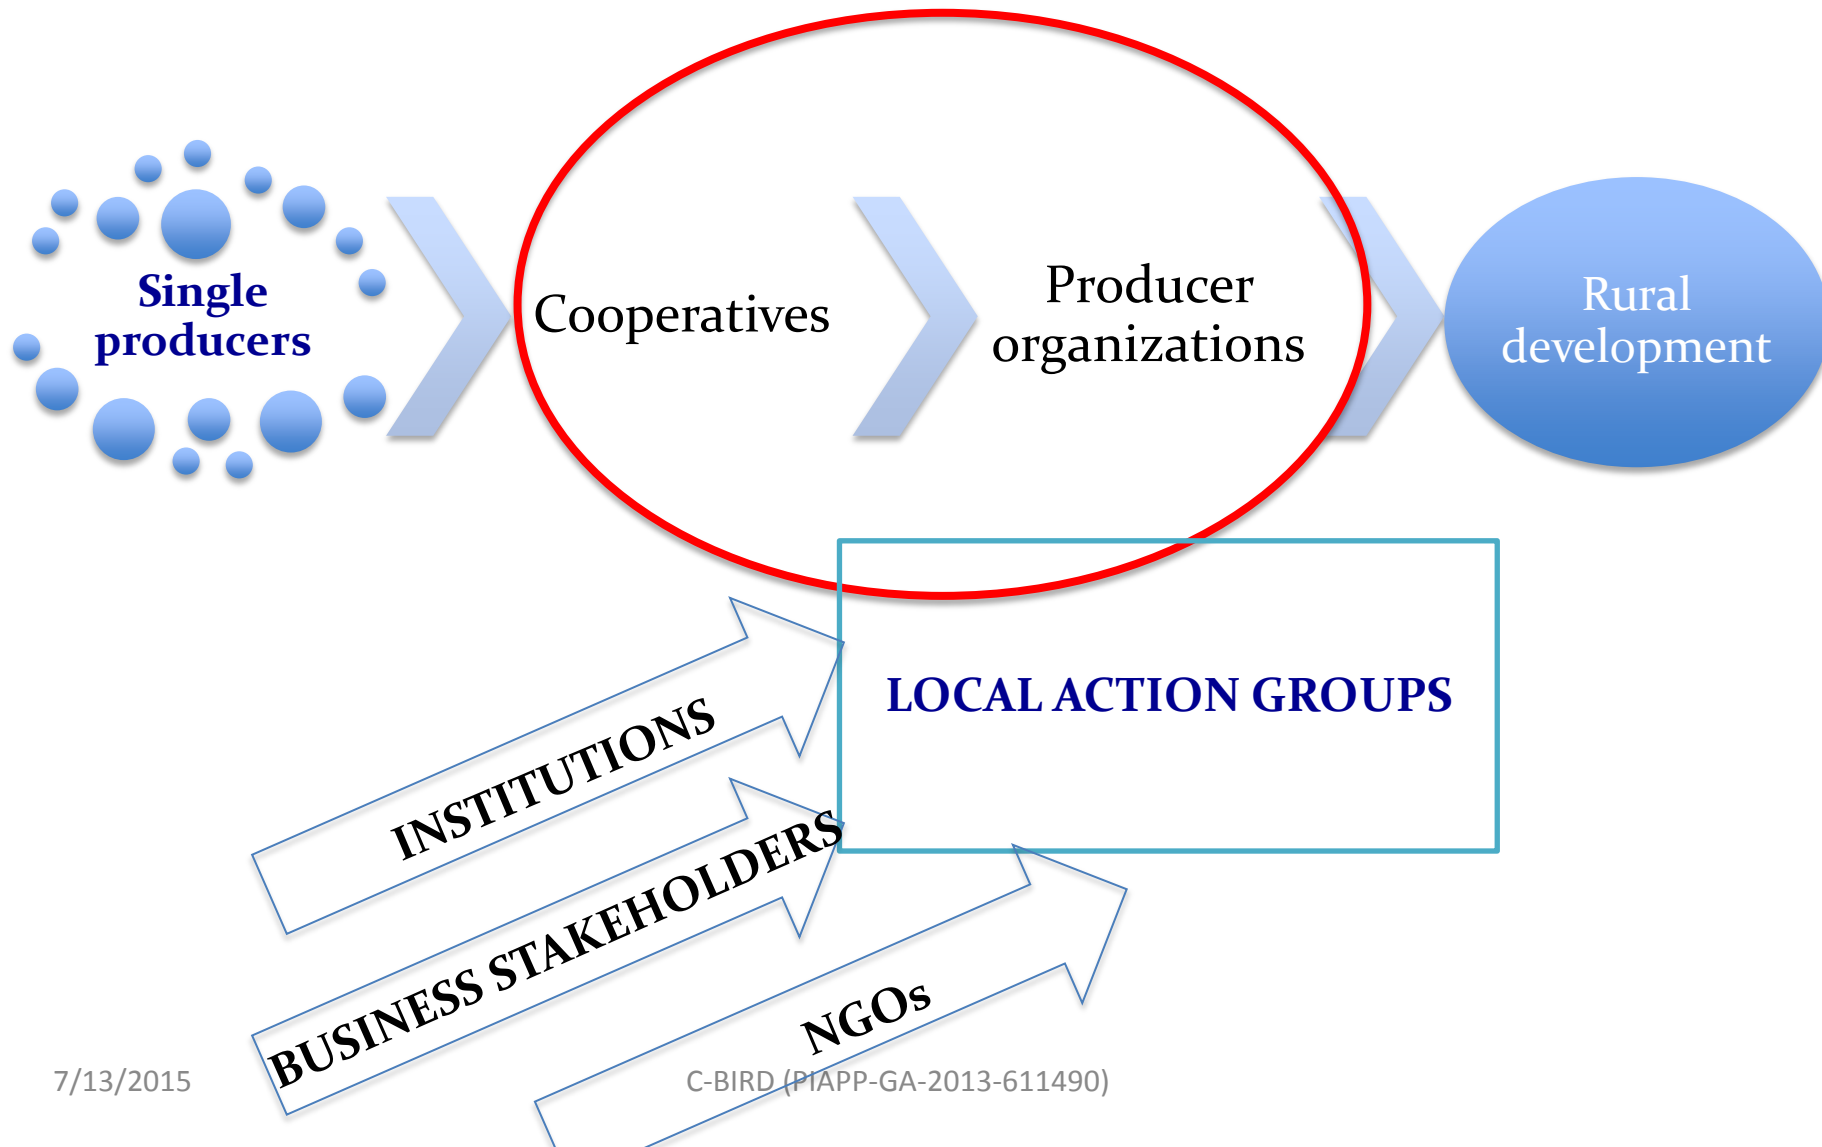 Single
producers
Cooperatives
Producer
organizations
Rural
development
LOCAL ACTION GROUPS
INSTITUTIONS
BUSINESS STAKEHOLDERS
NGOs
7/13/2015
C-BIRD (PIAPP-GA-2013-611490)